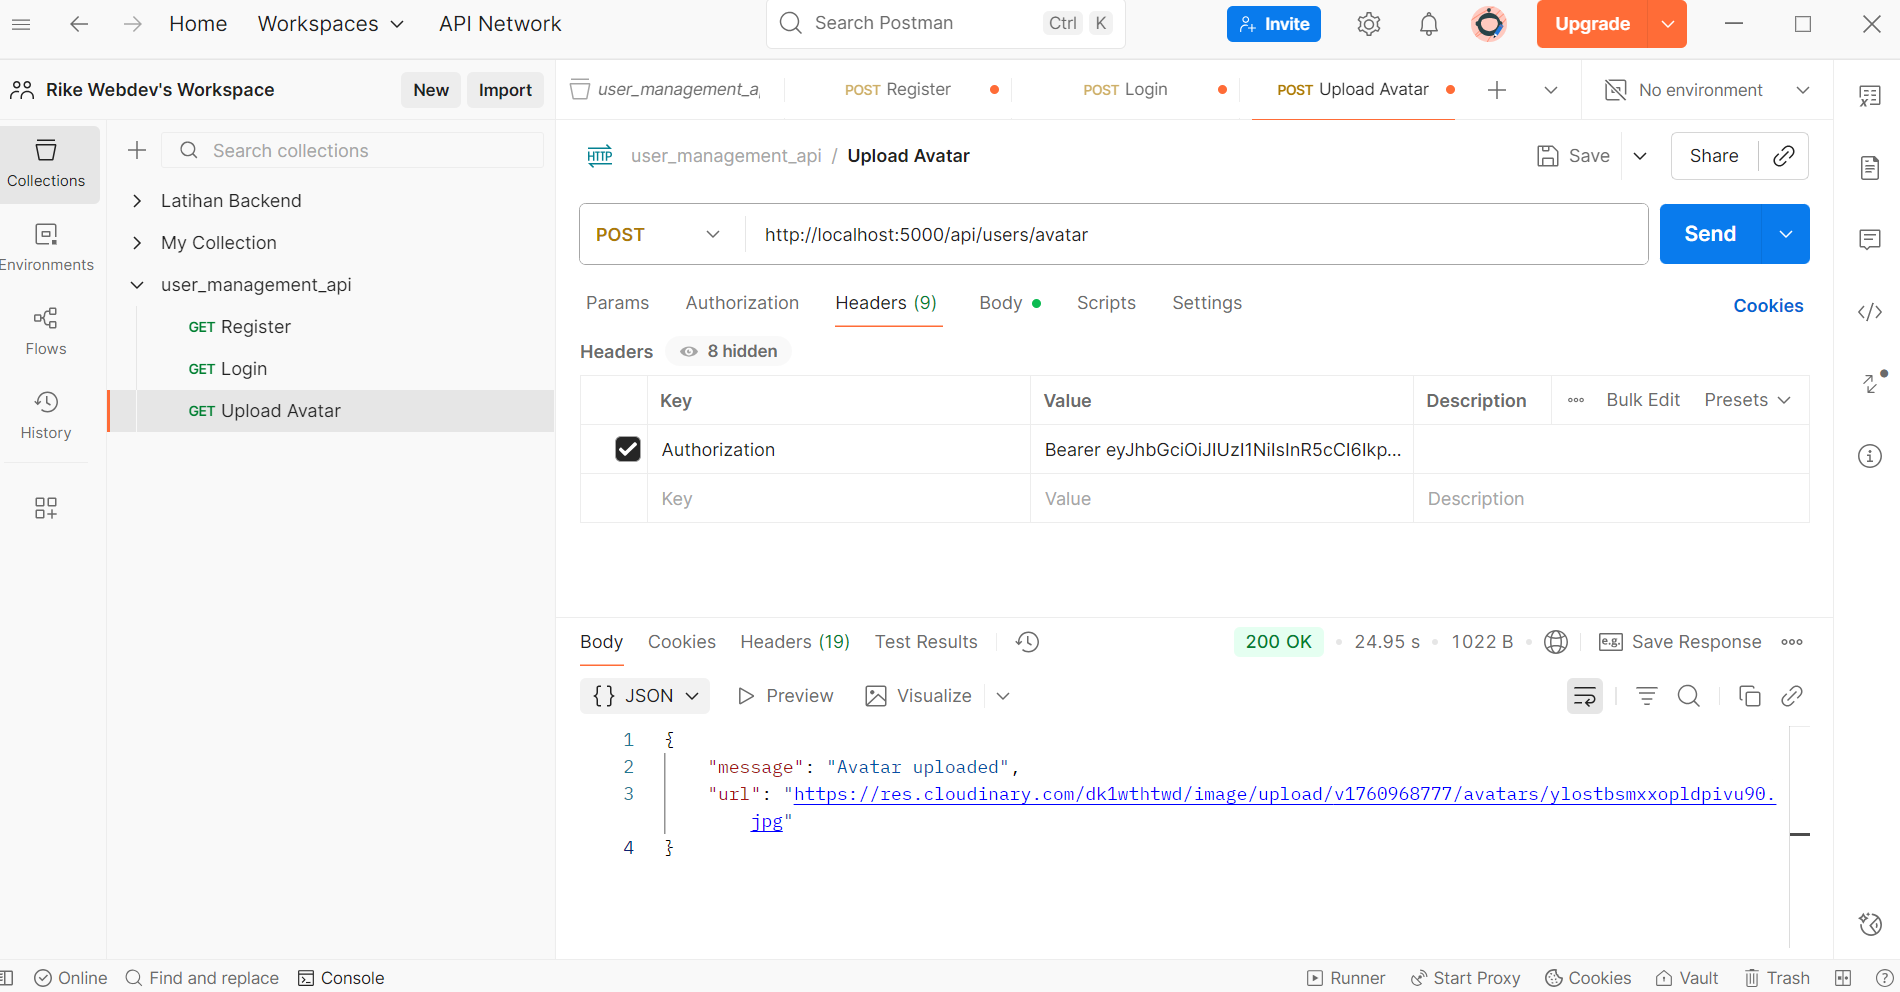 Home Workspaces API Network Search Postman Ctrl K Invite Upgrade
Rike Webdev's Workspace New Import
user_management_a POST Register POST Login POST Upload Avatar No environment
Collections
Environments
Flows
History
Search collections
Latihan Backend
My Collection
user_management_api
GET Register
GET Login
GET Upload Avatar
HTTP user_management_api / Upload Avatar Save Share
POST http://localhost:5000/api/users/avatar Send
Params Authorization Headers (9) Body Scripts Settings Cookies
Headers 8 hidden
Key Value Description Bulk Edit Presets
Authorization Bearer eyJhbGciOiJIUzI1NiIsInR5cCI6Ikp...
Key Value Description
Body Cookies Headers (19) Test Results 200 OK • 24.95 s • 1022 B • e.g. Save Response
{} JSON Preview Visualize
1 {
2 "message": "Avatar uploaded",
3 "url": "https://res.cloudinary.com/dk1wthtwd/image/upload/v1760968777/avatars/ylostbsmxxopldpivu90.
jpg"
4 }
Online Find and replace Console Runner Start Proxy Cookies Vault Trash